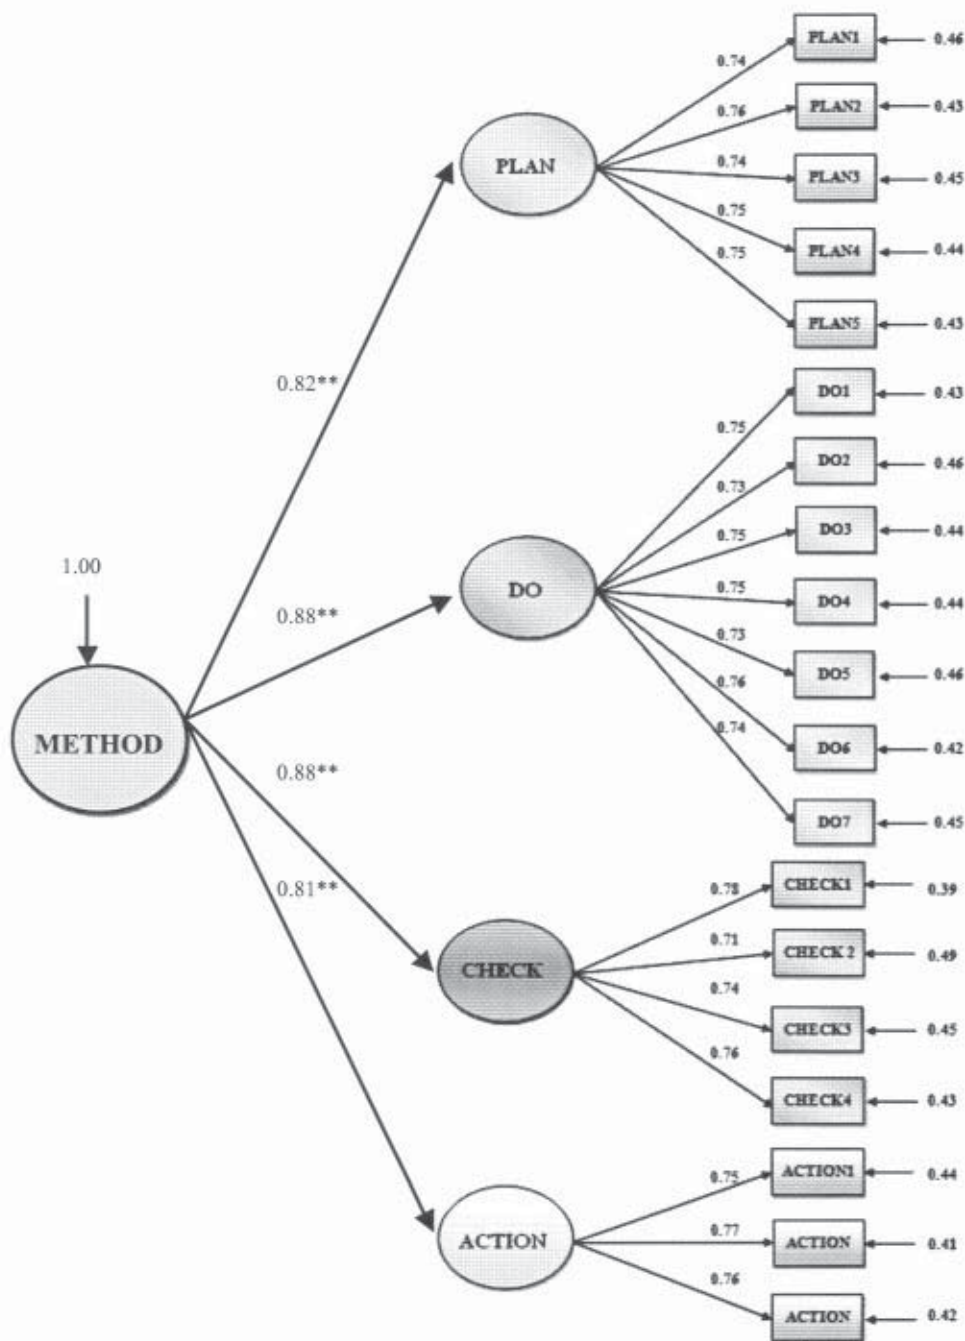 PLAN1
0.46
0.74
PLAN2
0.43
0.76
PLAN
PLAN3
0.45
0.74
PLAN4
0.44
0.75
PLAN5
0.43
0.75
0.82**
DO1
0.43
0.75
DO2
0.46
0.73
DO3
0.44
0.75
DO
DO4
0.44
0.75
DO5
0.46
0.73
DO6
0.42
0.76
DO7
0.45
0.74
1.00
0.88**
METHOD
0.88**
0.81**
CHECK1
0.39
0.78
CHECK 2
0.49
0.71
CHECK
CHECK3
0.45
0.74
CHECK4
0.43
0.76
ACTION1
0.44
0.75
ACTION
ACTION
0.41
0.77
ACTION
0.42
0.76